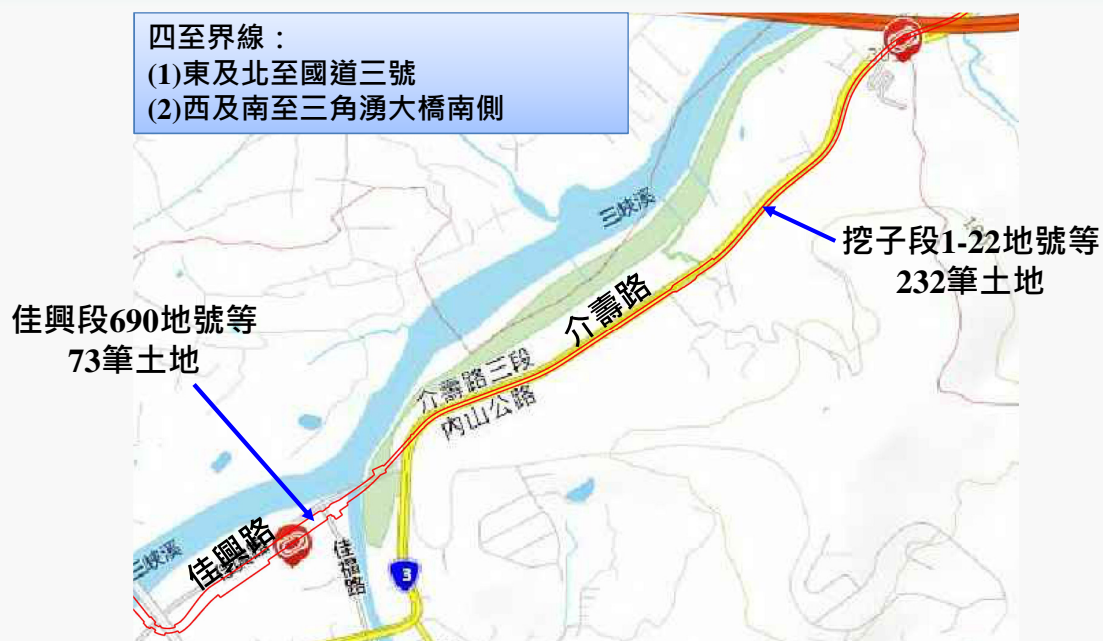 四至界線：
(1)東及北至國道三號
(2)西及南至三角湧大橋南側
三峽溪
挖子段1-22地號等
232筆土地
介壽路
佳興段690地號等
73筆土地
介壽路三段
內山公路
佳興路
三峽溪
佳福路
3